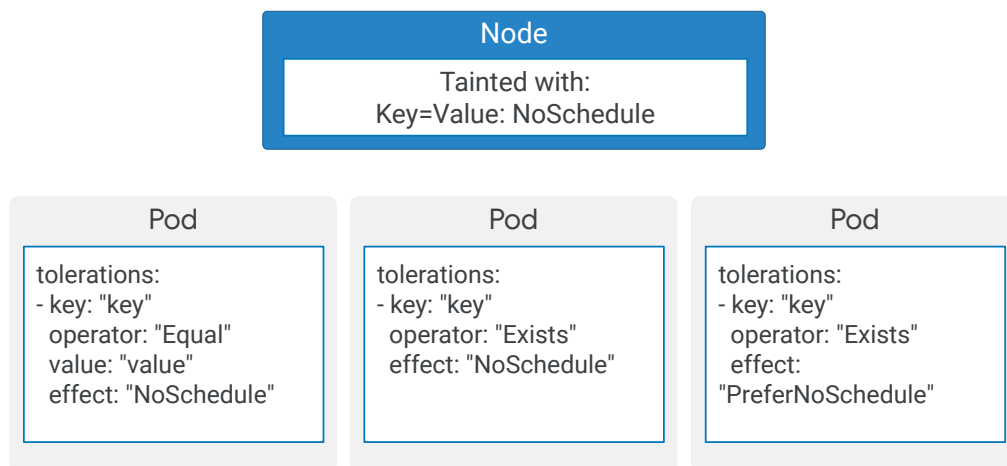 Node
Tainted with:
Key=Value: NoSchedule
Pod
tolerations:
- key: "key"
operator: "Equal"
value: "value"
effect: "NoSchedule"
Pod
tolerations:
- key: "key"
operator: "Exists"
effect: "NoSchedule"
Pod
tolerations:
- key: "key"
operator: "Exists"
effect:
"PreferNoSchedule"